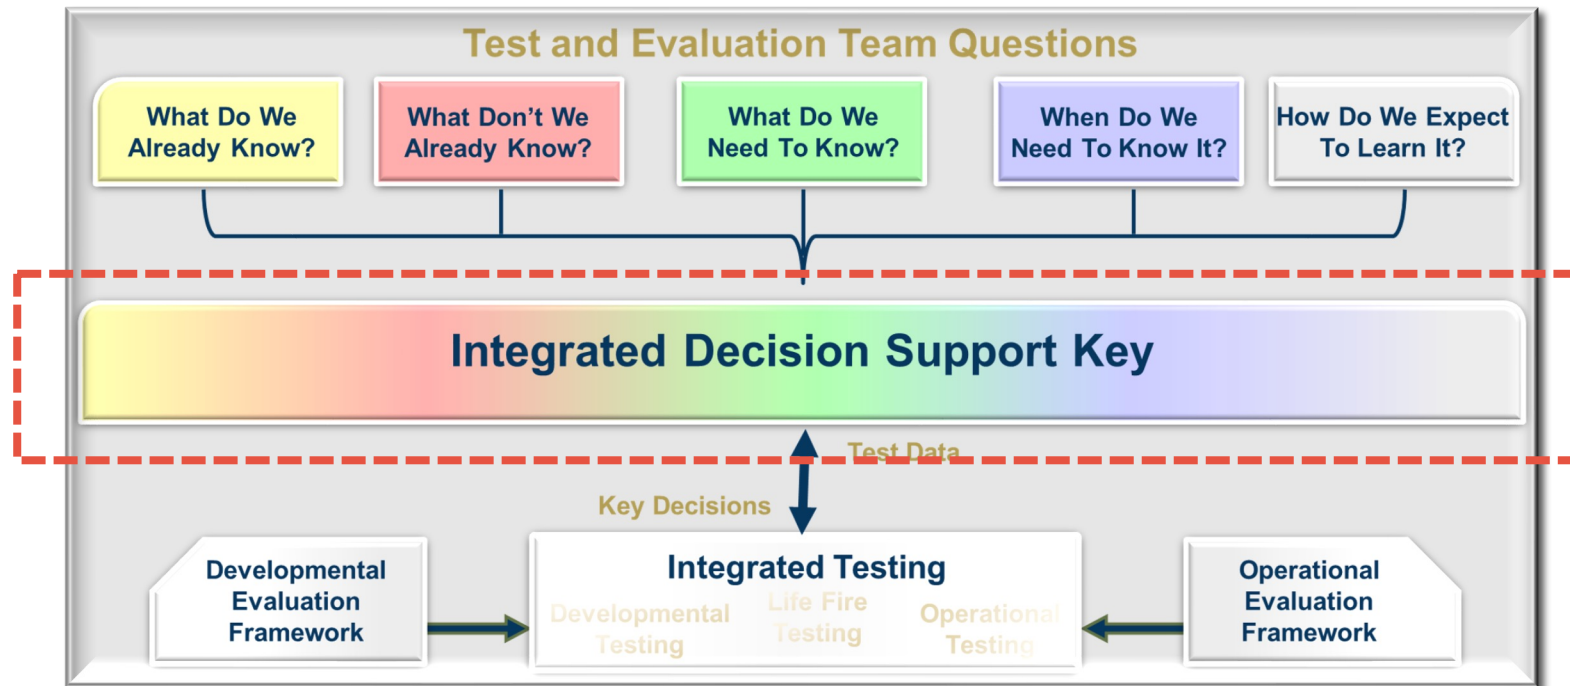 Test and Evaluation Team Questions
What Do We
Already Know?
What Don't We
Already Know?
What Do We
Need To Know?
When Do We
Need To Know It?
How Do We Expect
To Learn It?
Integrated Decision Support Key
Test Data
Key Decisions
Developmental
Evaluation
Framework
Integrated Testing
Developmental
Testing
Life Fire
Testing
Operational
Testing
Operational
Evaluation
Framework